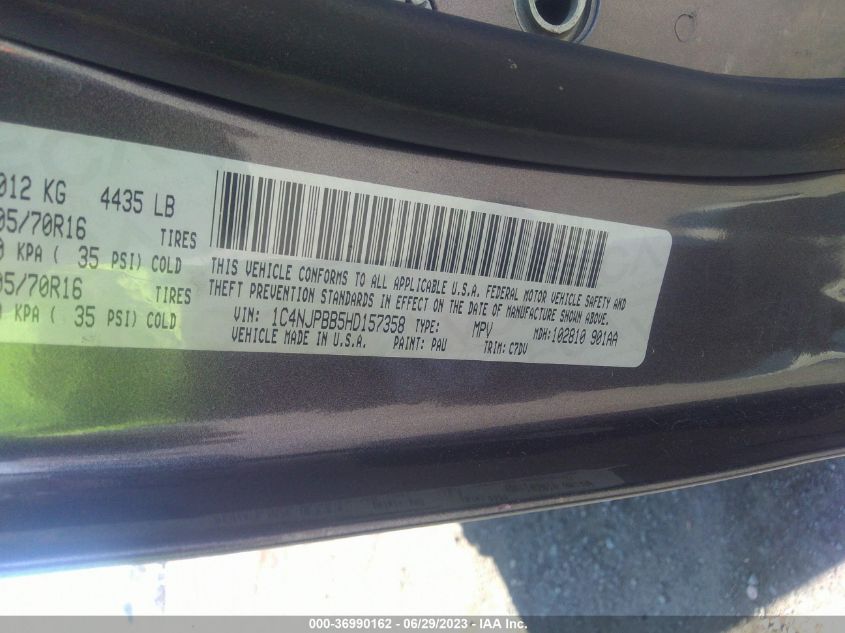 012 KG 4435 LB
05/70R16 TIRES
0 KPA ( 35 PSI) COLD
05/70R16 TIRES
0 KPA ( 35 PSI) COLD
THIS VEHICLE CONFORMS TO ALL APPLICABLE U.S.A. FEDERAL MOTOR VEHICLE SAFETY AND
THEFT PREVENTION STANDARDS IN EFFECT ON THE DATE OF MANUFACTURE SHOWN ABOVE.
VIN: 1C4NJPBB5HD157358 TYPE: MPV MDH:102810 901AA
VEHICLE MADE IN U.S.A. PAINT: PAU TRIM: C7DV
000-36990162 - 06/29/2023 - IAA Inc.